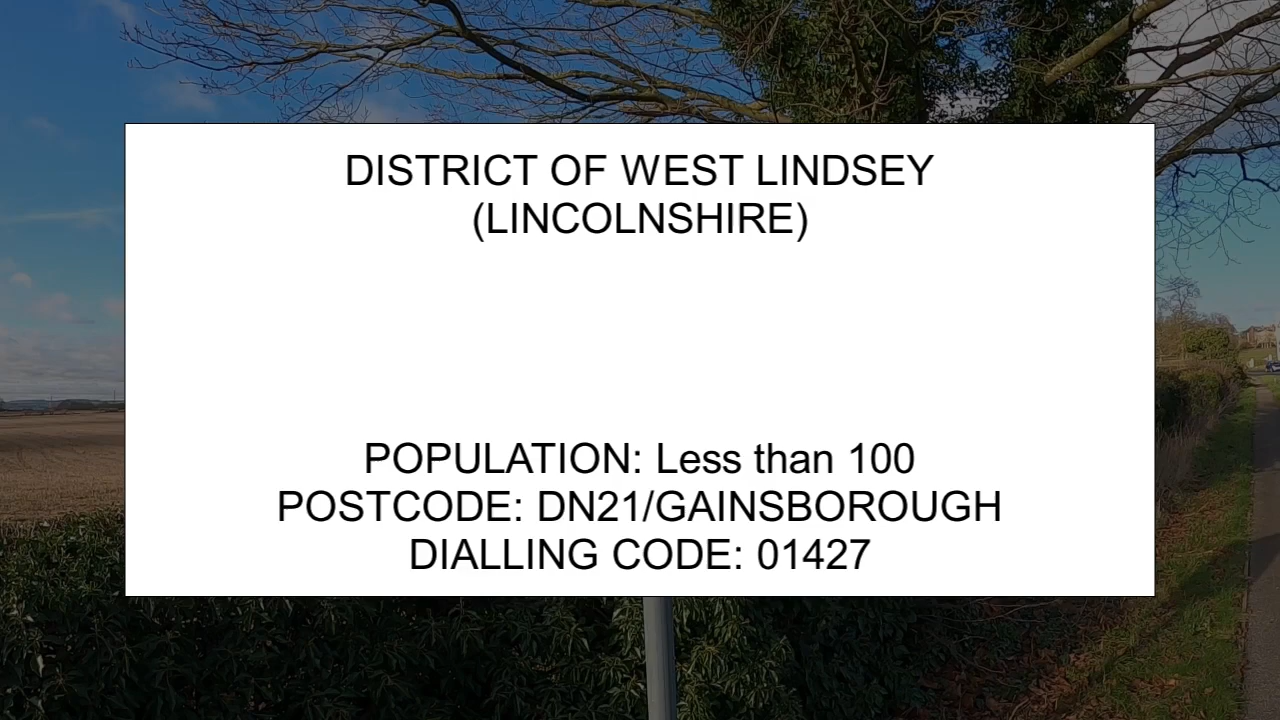 DISTRICT OF WEST LINDSEY
(LINCOLNSHIRE)
POPULATION: Less than 100
POSTCODE: DN21/GAINSBOROUGH
DIALLING CODE: 01427